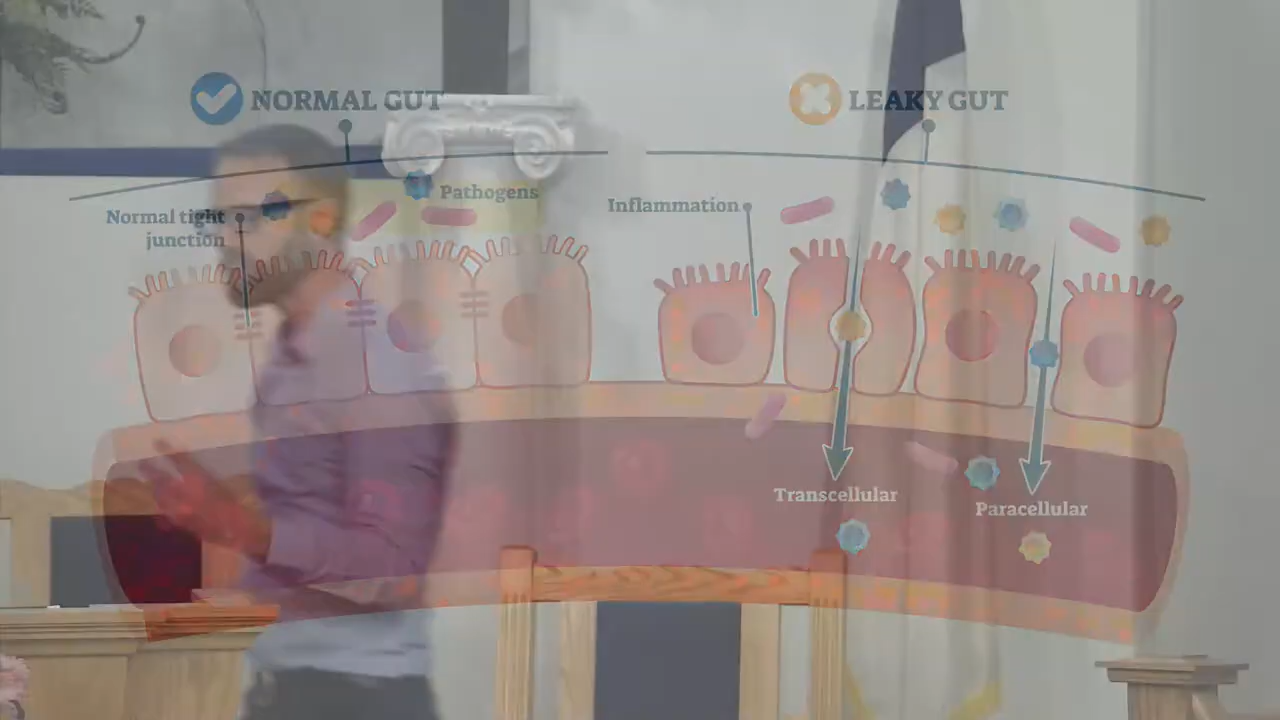 NORMAL GUT
LEAKY GUT
Pathogens
Normal tight
junction
Inflammation
Transcellular
Paracellular